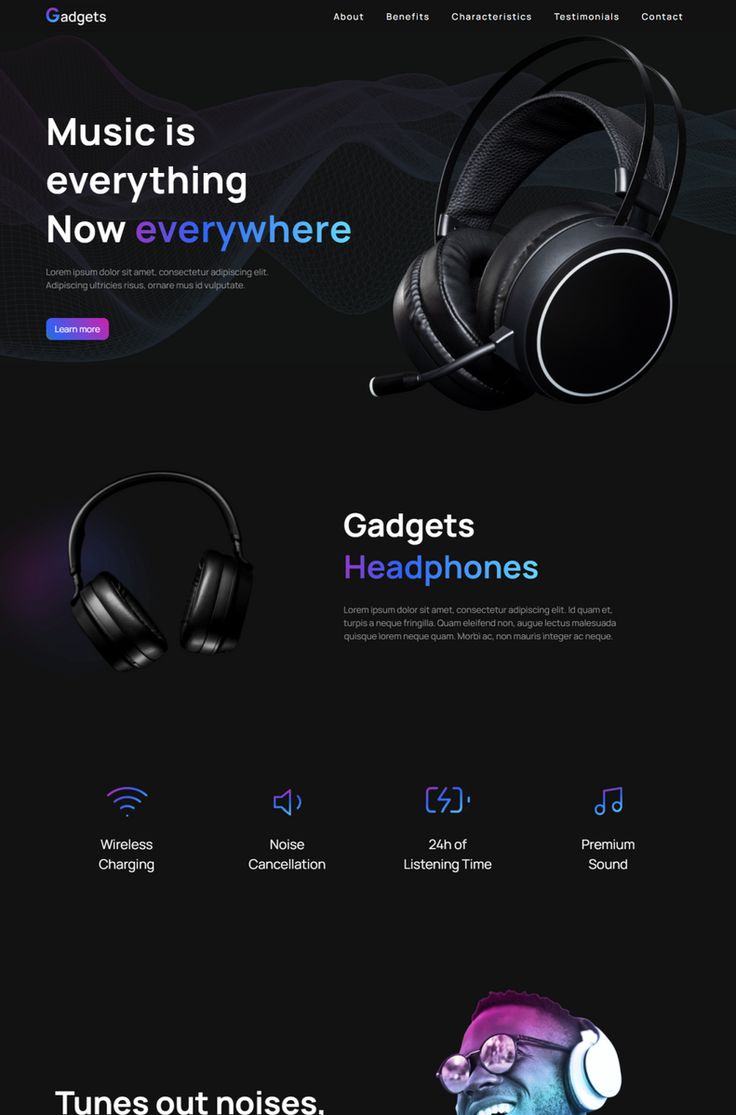 Gadgets
About Benefits Characteristics Testimonials Contact
Music is
everything
Now everywhere
Lorem ipsum dolor sit amet, consectetur adipiscing elit.
Adipiscing ultricies risus, ornare mus id vulputate.
Learn more
Gadgets
Headphones
Lorem ipsum dolor sit amet, consectetur adipiscing elit. Id quam et,
turpis a neque fringilla. Quam eleifend non, augue lectus malesuada
quisque lorem neque quam. Morbi ac, non mauris integer ac neque.
Wireless
Charging
Noise
Cancellation
24h of
Listening Time
Premium
Sound
Tunes out noises,